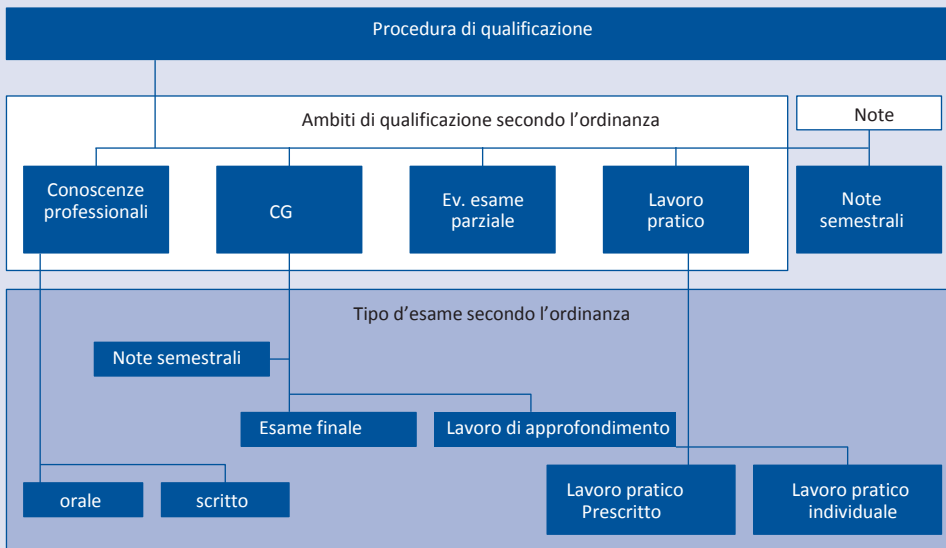 Procedura di qualificazione
Ambiti di qualificazione secondo l'ordinanza
Note
Conoscenze
professionali
CG
Ev. esame
parziale
Lavoro
pratico
Note
semestrali
Tipo d'esame secondo l'ordinanza
Note semestrali
Esame finale
Lavoro di approfondimento
orale
scritto
Lavoro pratico
Prescritto
Lavoro pratico
individuale